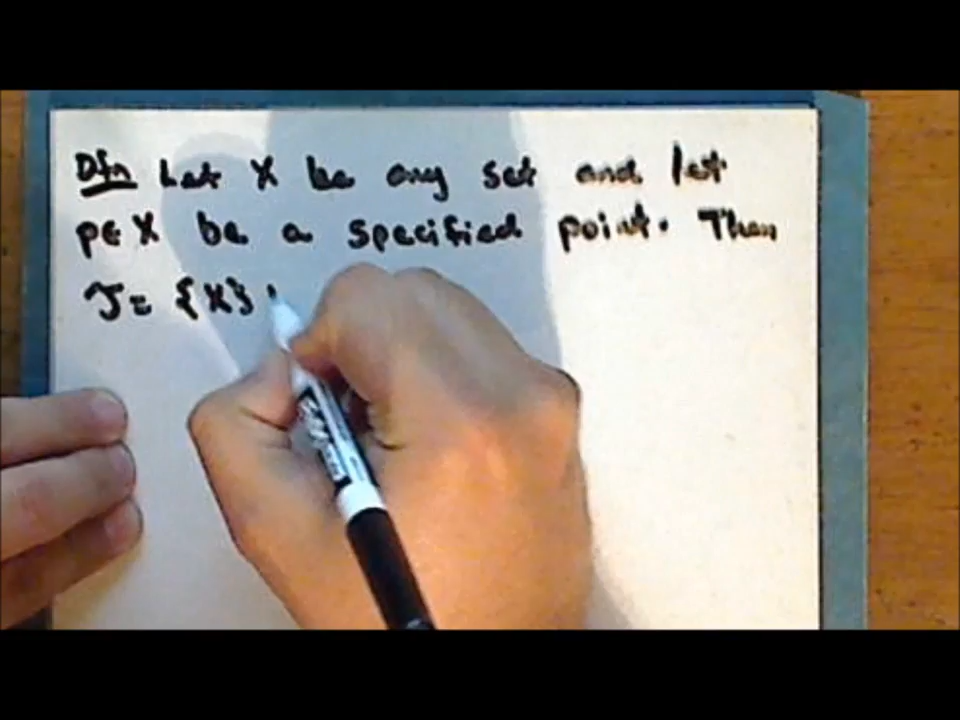 Dfn Let X be any set and let
p∈ X be a specified point. Then
𝒯= {X}